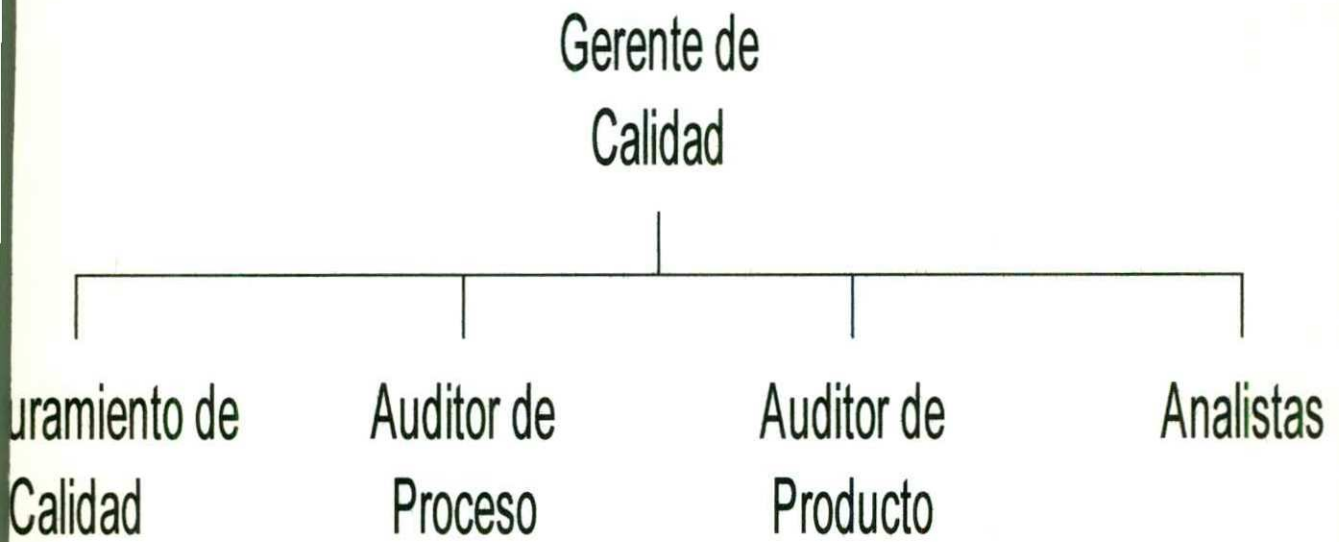 Gerente de
Calidad
uramiento de
Calidad
Auditor de
Proceso
Auditor de
Producto
Analistas